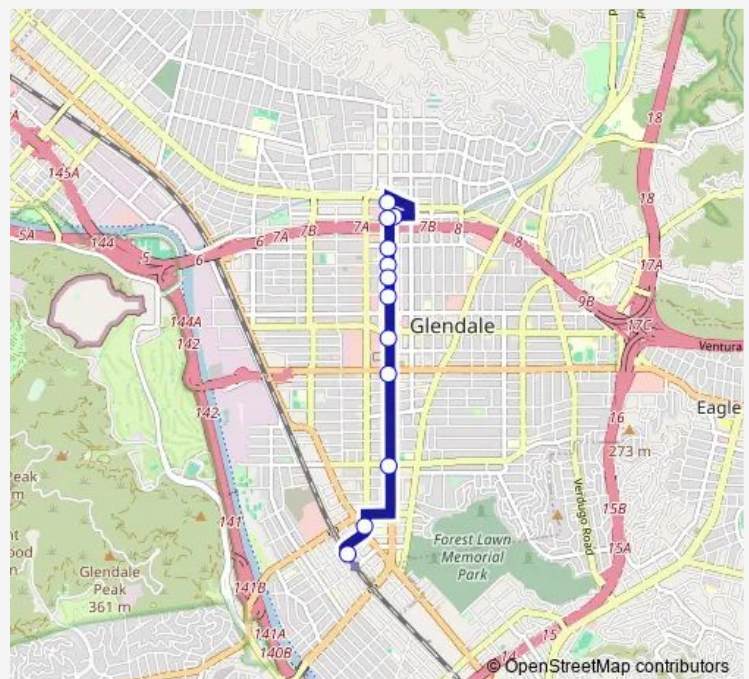 18
145A
5A
144
5
6
6
7A
7B
7A
7B
8
8
18
17A
9B
17C
Ventura
144A
142
Glendale
142
Eagle
16
273 m
Peak
m
141
Verdugo Road
15B
15A
Glendale
Peak
361 m
Forest Lawn
Memorial
Park
141B
141A
140B
15
14
© OpenStreetMap contributors